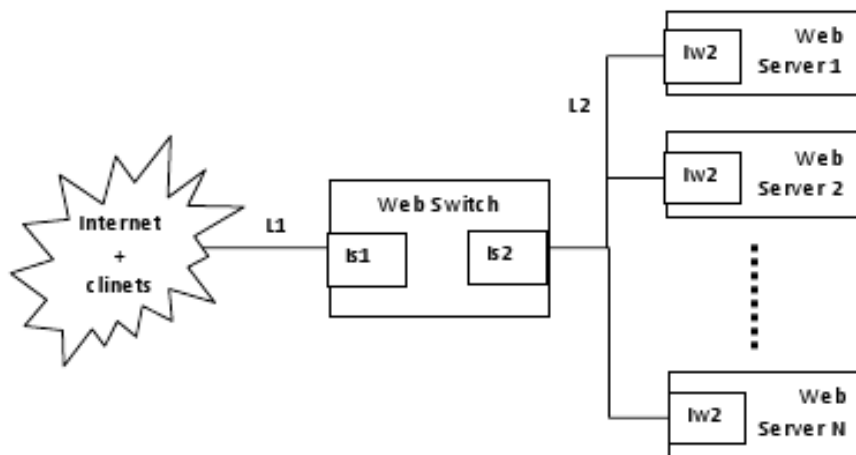 Internet
+
clinets
L1
Web Switch
Is1
Is2
L2
Iw2
Web
Server 1
Iw2
Web
Server 2
Iw2
Web
Server N